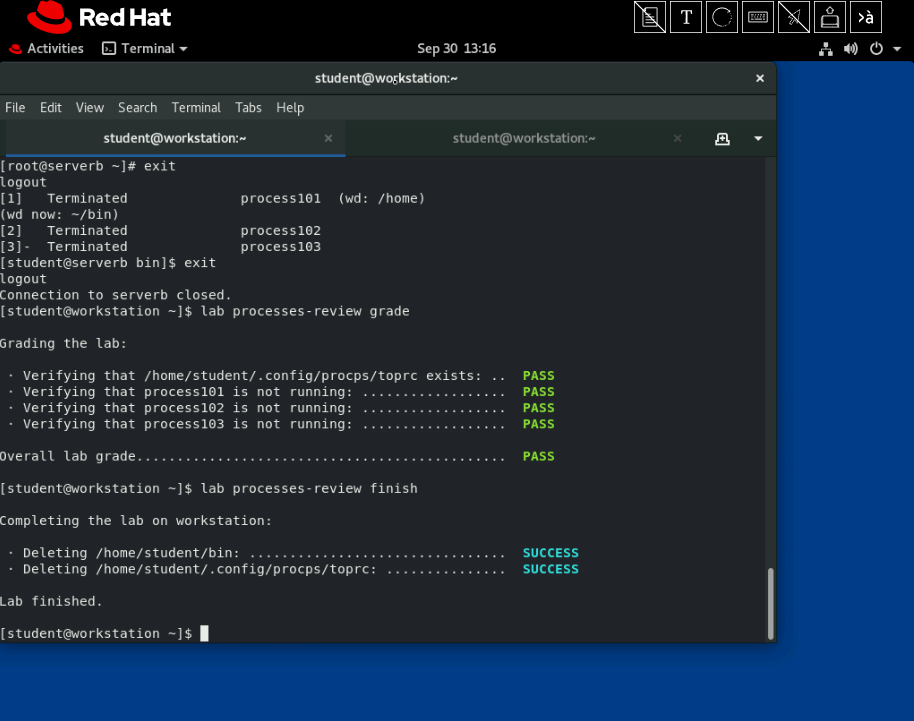 Red Hat
T
>à
Activities Terminal Sep 30 13:16
student@workstation:~ ×
File Edit View Search Terminal Tabs Help
student@workstation:~ × student@workstation:~ ×
[root@serverb ~]# exit
logout
[1]   Terminated              process101  (wd: /home)
(wd now: ~/bin)
[2]   Terminated              process102
[3]-  Terminated              process103
[student@serverb bin]$ exit
logout
Connection to serverb closed.
[student@workstation ~]$ lab processes-review grade
Grading the lab:
 · Verifying that /home/student/.config/procps/toprc exists: ..  PASS
 · Verifying that process101 is not running: ..................  PASS
 · Verifying that process102 is not running: ..................  PASS
 · Verifying that process103 is not running: ..................  PASS
Overall lab grade..............................................  PASS
[student@workstation ~]$ lab processes-review finish
Completing the lab on workstation:
 · Deleting /home/student/bin: ................................  SUCCESS
 · Deleting /home/student/.config/procps/toprc: ...............  SUCCESS
Lab finished.
[student@workstation ~]$